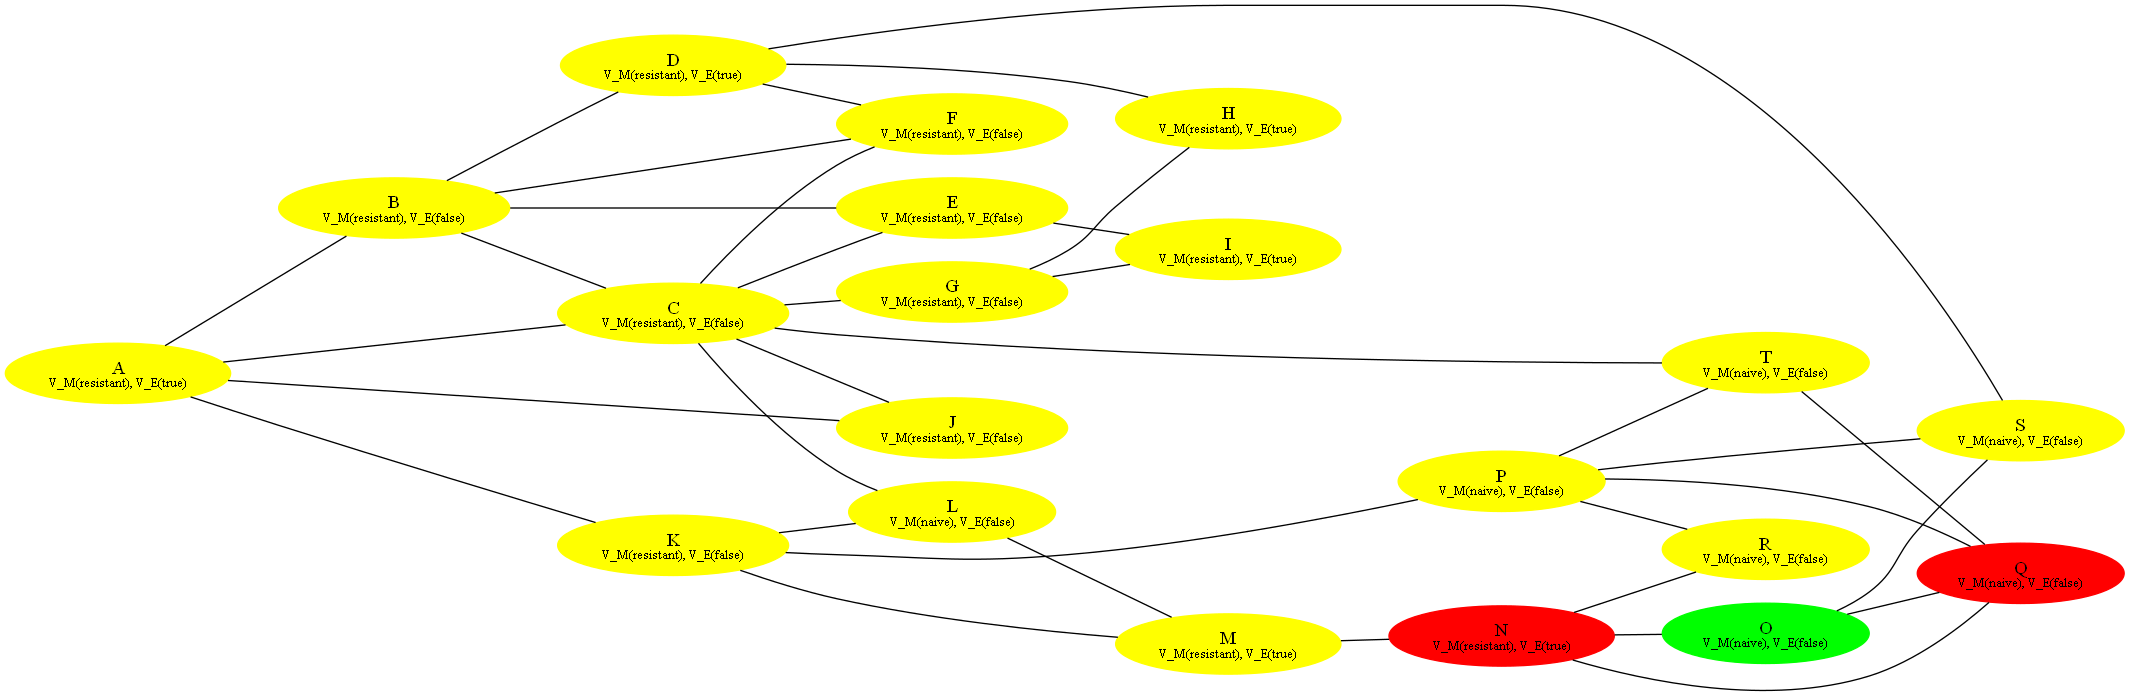 D
V_M(resistant), V_E(true)
F
V_M(resistant), V_E(false)
H
V_M(resistant), V_E(true)
B
V_M(resistant), V_E(false)
E
V_M(resistant), V_E(false)
I
V_M(resistant), V_E(true)
G
V_M(resistant), V_E(false)
C
V_M(resistant), V_E(false)
A
V_M(resistant), V_E(true)
T
V_M(naive), V_E(false)
J
V_M(resistant), V_E(false)
S
V_M(naive), V_E(false)
P
V_M(naive), V_E(false)
L
V_M(naive), V_E(false)
K
V_M(resistant), V_E(false)
R
V_M(naive), V_E(false)
Q
V_M(naive), V_E(false)
M
V_M(resistant), V_E(true)
N
V_M(resistant), V_E(true)
O
V_M(naive), V_E(false)